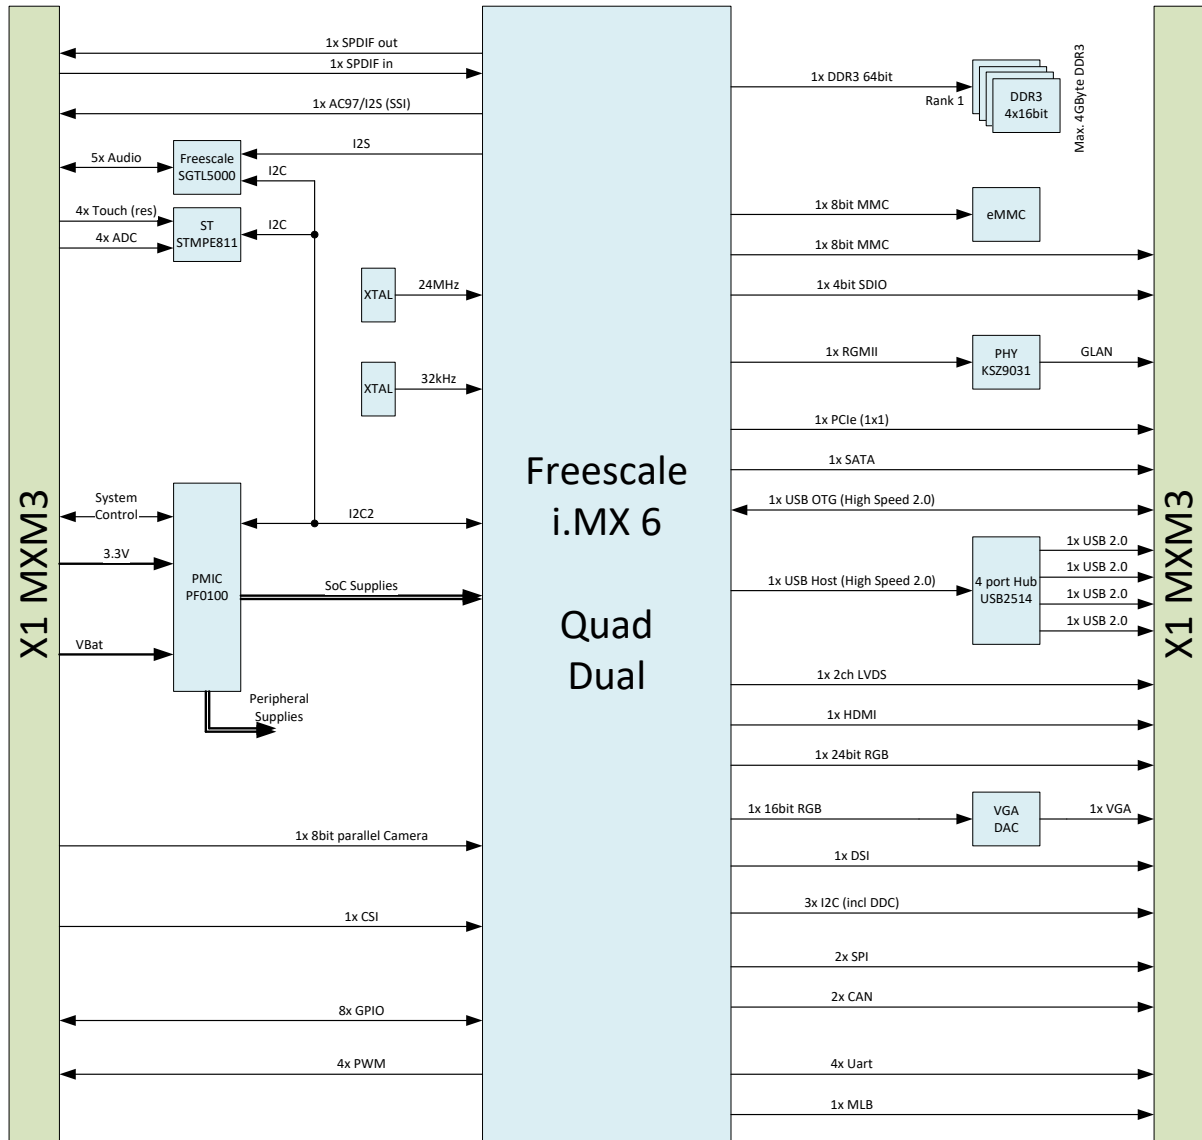 X1 MXM3
1x SPDIF out
1x SPDIF in
1x AC97/I2S (SSI)
I2S
5x Audio
Freescale
SGTL5000
I2C
4x Touch (res)
4x ADC
ST
STMPE811
I2C
XTAL
24MHz
XTAL
32kHz
System
Control
3.3V
VBat
PMIC
PF0100
I2C2
SoC Supplies
Peripheral
Supplies
1x 8bit parallel Camera
1x CSI
8x GPIO
4x PWM
Freescale
i.MX 6
Quad
Dual
1x DDR3 64bit
Rank 1
DDR3
4x16bit
Max. 4GByte DDR3
1x 8bit MMC
eMMC
1x 8bit MMC
1x 4bit SDIO
1x RGMII
PHY
KSZ9031
GLAN
1x PCIe (1x1)
1x SATA
1x USB OTG (High Speed 2.0)
1x USB Host (High Speed 2.0)
4 port Hub
USB2514
1x USB 2.0
1x USB 2.0
1x USB 2.0
1x USB 2.0
1x 2ch LVDS
1x HDMI
1x 24bit RGB
1x 16bit RGB
VGA
DAC
1x VGA
1x DSI
3x I2C (incl DDC)
2x SPI
2x CAN
4x Uart
1x MLB
X1 MXM3